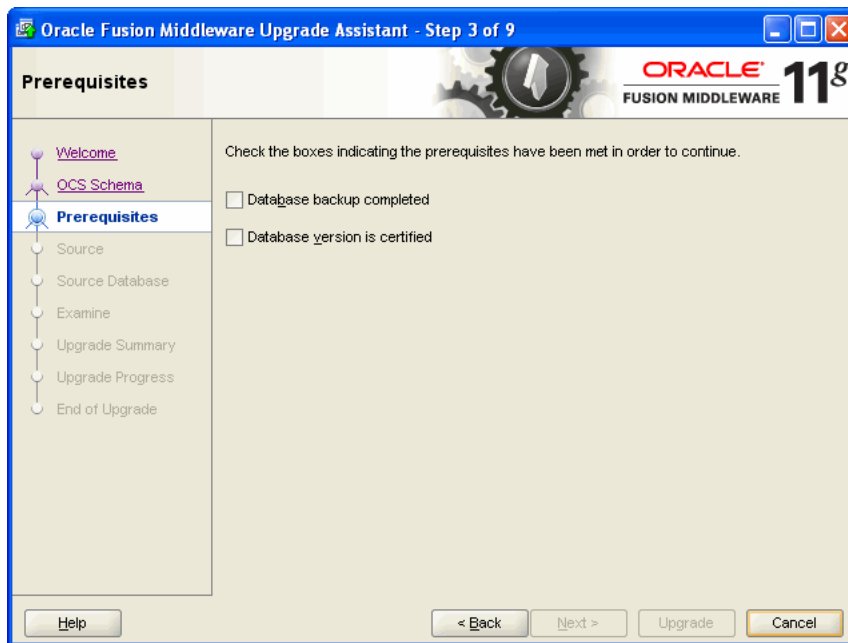 Oracle Fusion Middleware Upgrade Assistant - Step 3 of 9
Prerequisites
ORACLE®
FUSION MIDDLEWARE 11g
Welcome
OCS Schema
Prerequisites
Source
Source Database
Examine
Upgrade Summary
Upgrade Progress
End of Upgrade
Check the boxes indicating the prerequisites have been met in order to continue.
Database backup completed
Database version is certified
Help
< Back
Next >
Upgrade
Cancel